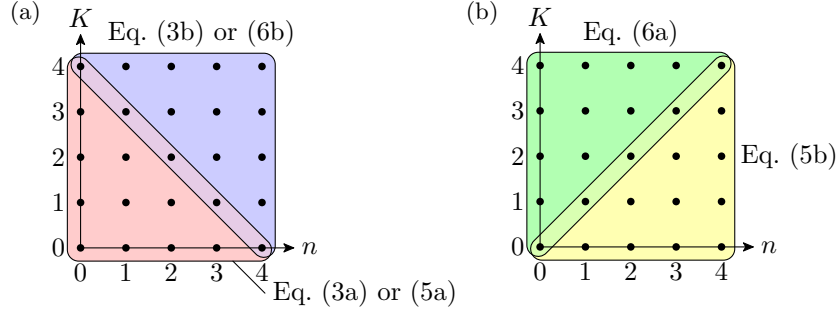 (a)
K
Eq. (3b) or (6b)
4
3
2
1
0
n
0 1 2 3 4
Eq. (3a) or (5a)
(b)
K
Eq. (6a)
4
3
2
Eq. (5b)
1
0
n
0 1 2 3 4